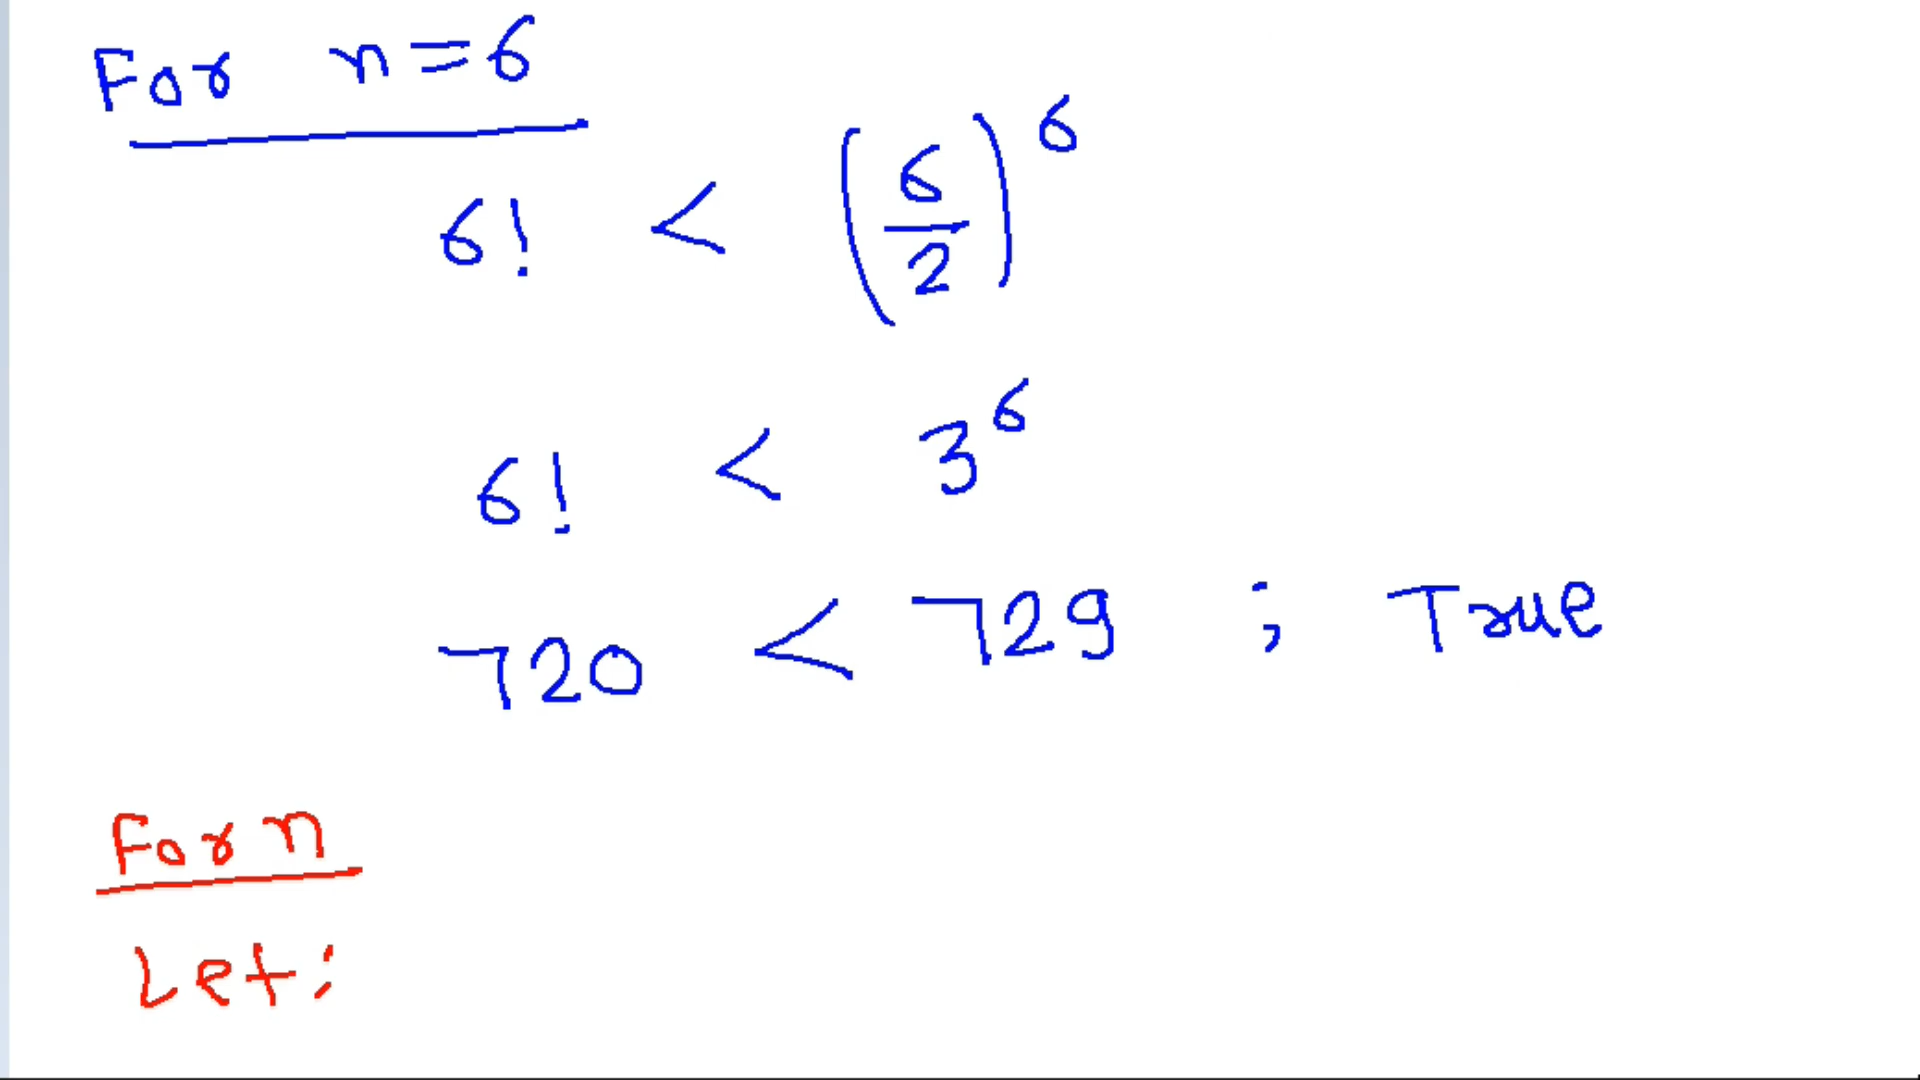 For n=6
6! < (6/2)^6
6! < 3^6
720 < 729 ; True
For n
Let;